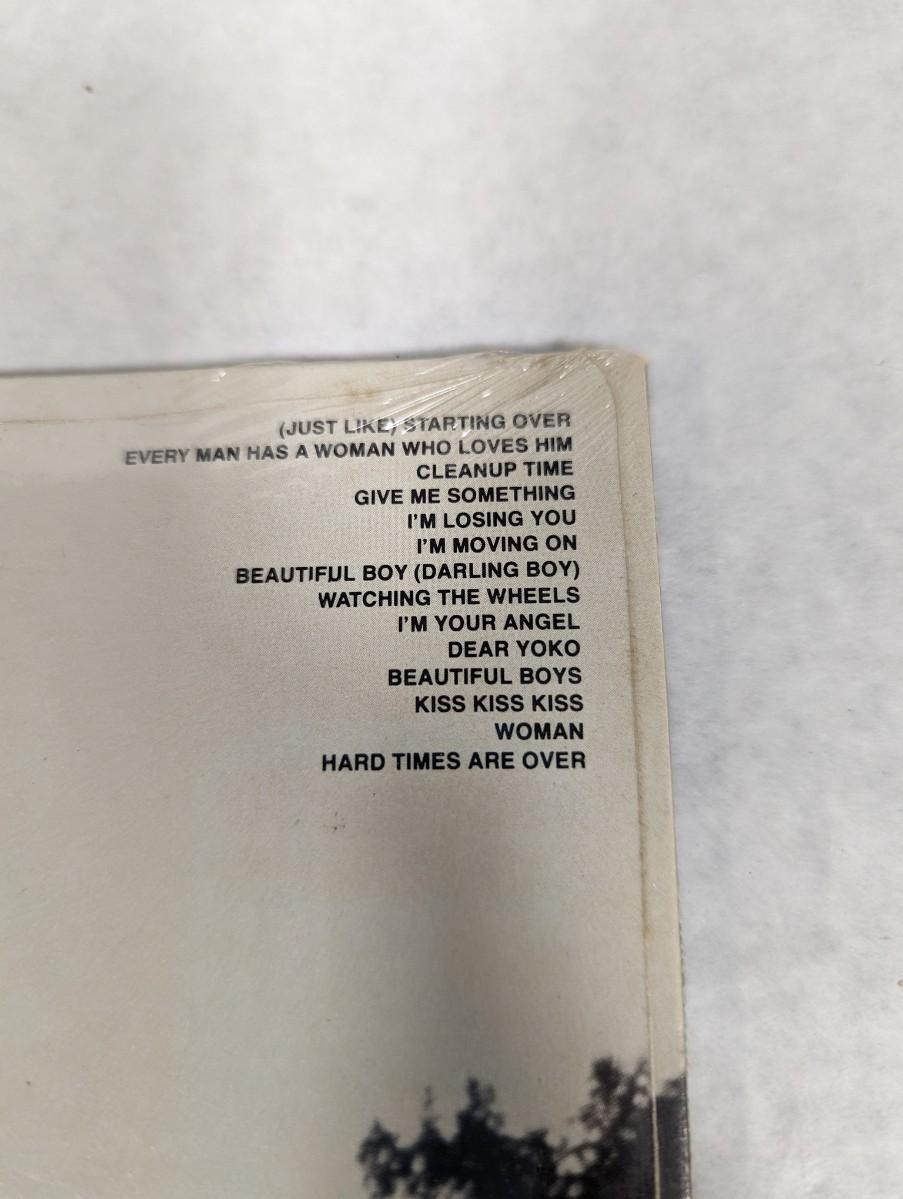 (JUST LIKE) STARTING OVER
EVERY MAN HAS A WOMAN WHO LOVES HIM
CLEANUP TIME
GIVE ME SOMETHING
I'M LOSING YOU
I'M MOVING ON
BEAUTIFUL BOY (DARLING BOY)
WATCHING THE WHEELS
I'M YOUR ANGEL
DEAR YOKO
BEAUTIFUL BOYS
KISS KISS KISS
WOMAN
HARD TIMES ARE OVER